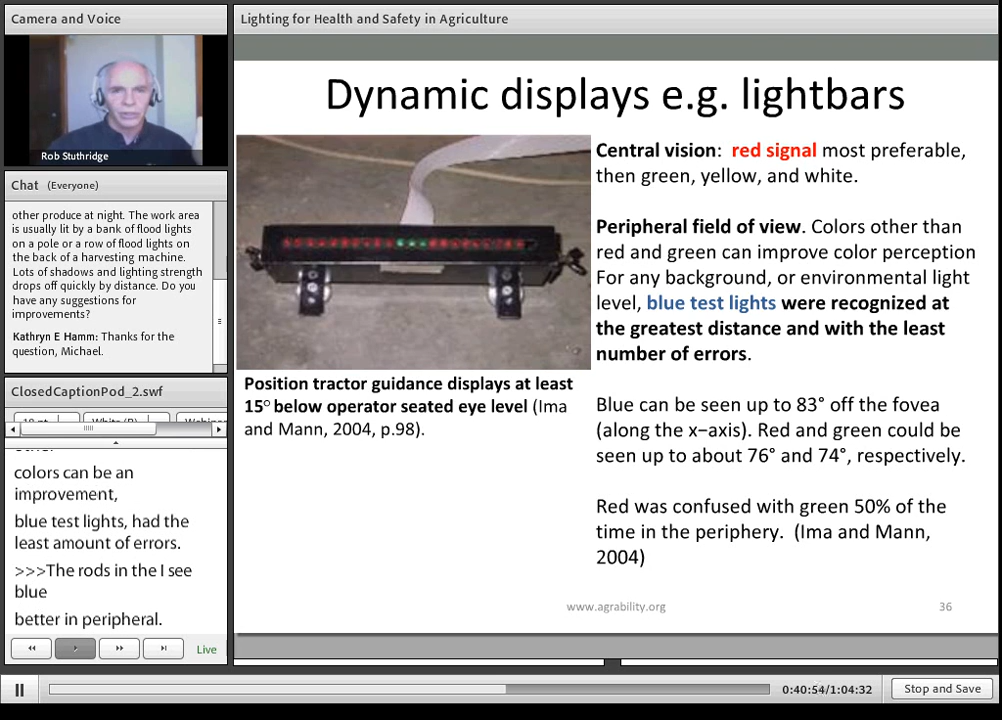 Camera and Voice
Rob Stuthridge
Chat (Everyone)
other produce at night. The work area
is usually lit by a bank of flood lights
on a pole or a row of flood lights on
the back of a harvesting machine.
Lots of shadows and lighting strength
drops off quickly by distance. Do you
have any suggestions for
improvements?
Kathryn E Hamm: Thanks for the
question, Michael.
ClosedCaptionPod_2.swf
colors can be an
improvement,
blue test lights, had the
least amount of errors.
>>>The rods in the I see
blue
better in peripheral.
Live
Lighting for Health and Safety in Agriculture
Dynamic displays e.g. lightbars
Position tractor guidance displays at least
15° below operator seated eye level (Ima
and Mann, 2004, p.98).
Central vision: red signal most preferable,
then green, yellow, and white.
Peripheral field of view. Colors other than
red and green can improve color perception
For any background, or environmental light
level, blue test lights were recognized at
the greatest distance and with the least
number of errors.
Blue can be seen up to 83° off the fovea
(along the x–axis). Red and green could be
seen up to about 76° and 74°, respectively.
Red was confused with green 50% of the
time in the periphery. (Ima and Mann,
2004)
www.agrability.org
36
0:40:54/1:04:32
Stop and Save